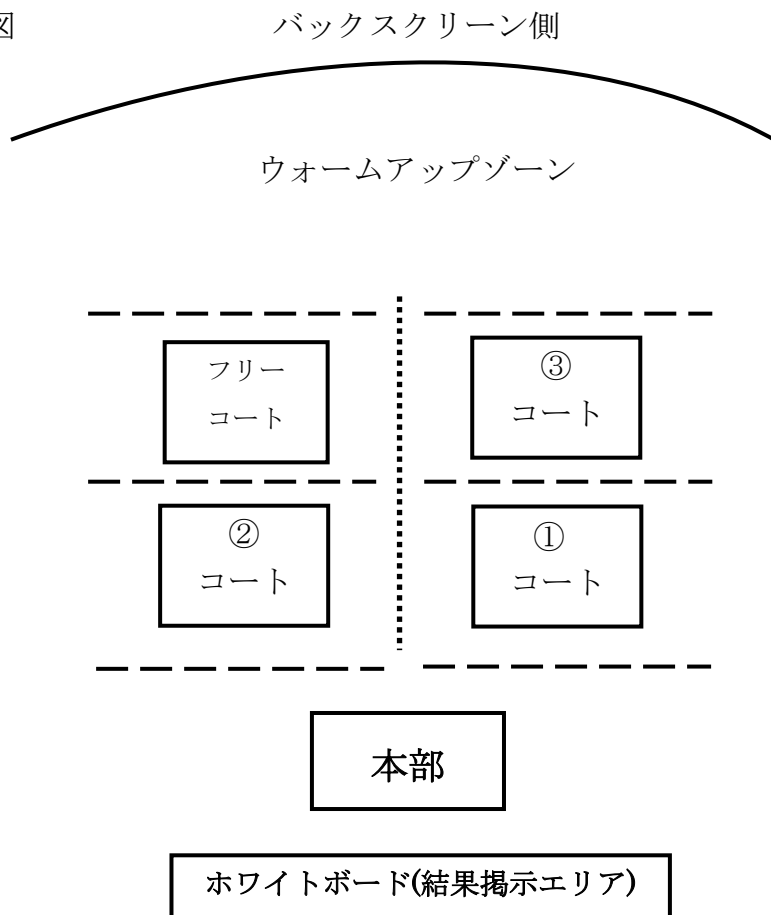 図
バックスクリーン側
ウォームアップゾーン
フリー
コート
③
コート
②
コート
①
コート
本部
ホワイトボード(結果掲示エリア)